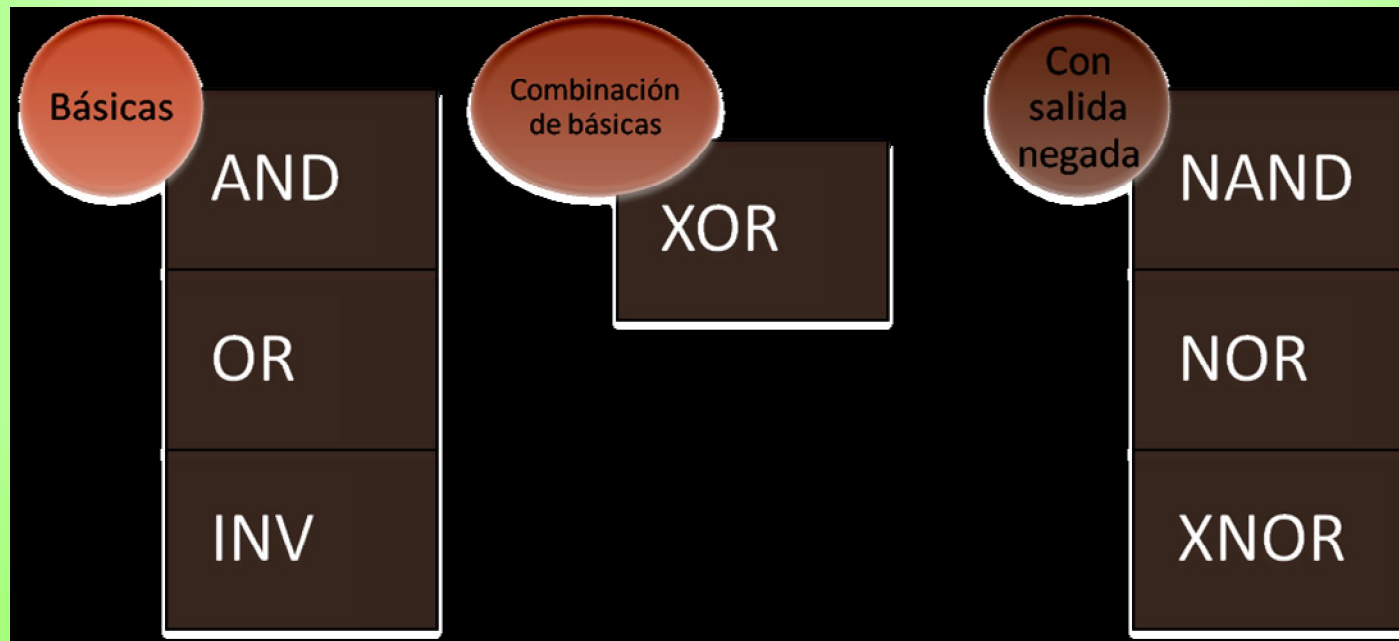 Básicas
AND
OR
INV
Combinación
de básicas
XOR
Con
salida
negada
NAND
NOR
XNOR